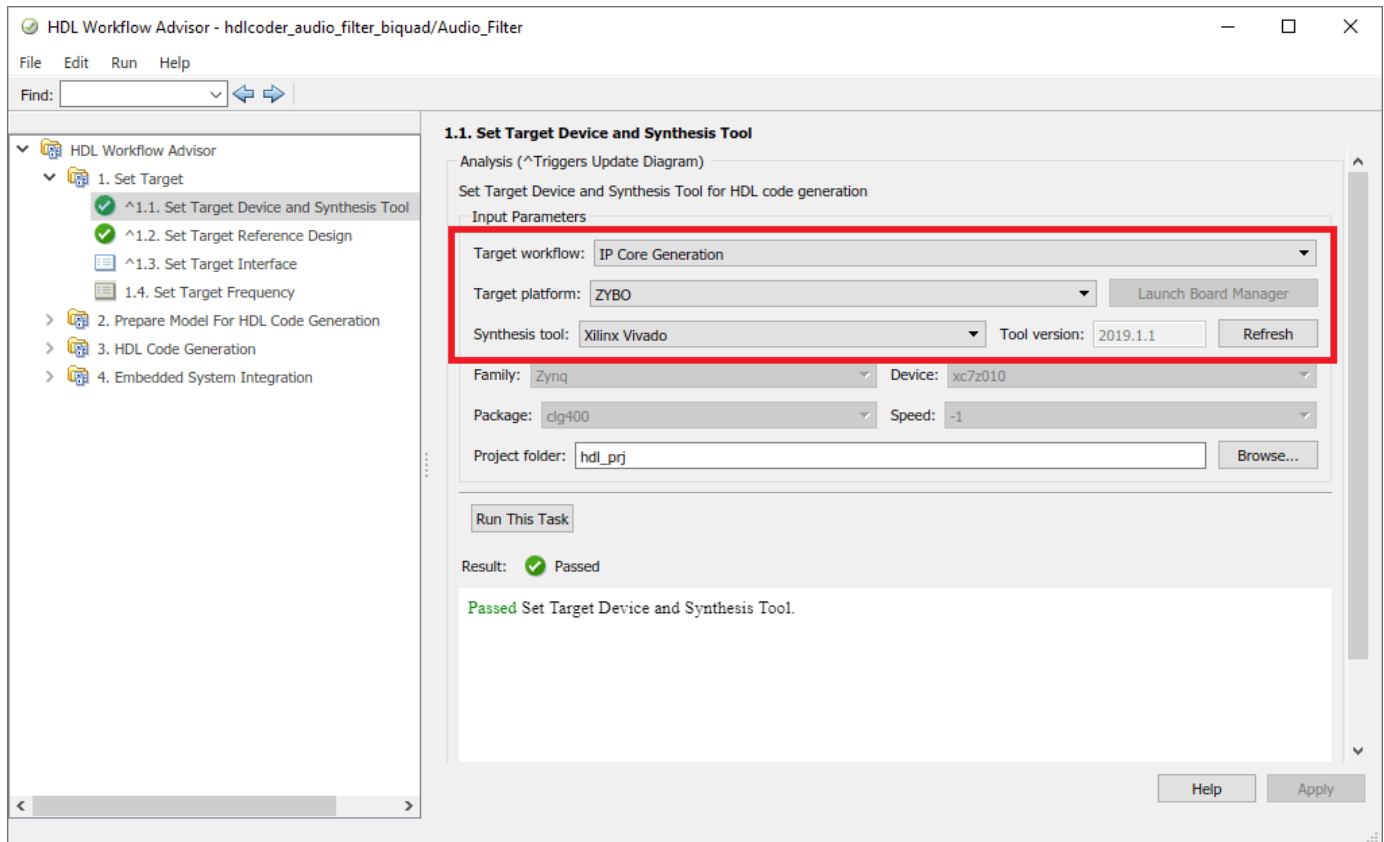 HDL Workflow Advisor - hdlcoder_audio_filter_biquad/Audio_Filter
File Edit Run Help
Find:
HDL Workflow Advisor
1. Set Target
^1.1. Set Target Device and Synthesis Tool
^1.2. Set Target Reference Design
^1.3. Set Target Interface
1.4. Set Target Frequency
2. Prepare Model For HDL Code Generation
3. HDL Code Generation
4. Embedded System Integration
1.1. Set Target Device and Synthesis Tool
Analysis (^Triggers Update Diagram)
Set Target Device and Synthesis Tool for HDL code generation
Input Parameters
Target workflow: IP Core Generation
Target platform: ZYBO Launch Board Manager
Synthesis tool: Xilinx Vivado Tool version: 2019.1.1 Refresh
Family: Zynq Device: xc7z010
Package: clg400 Speed: -1
Project folder: hdl_prj Browse...
Run This Task
Result: Passed
Passed Set Target Device and Synthesis Tool.
Help Apply